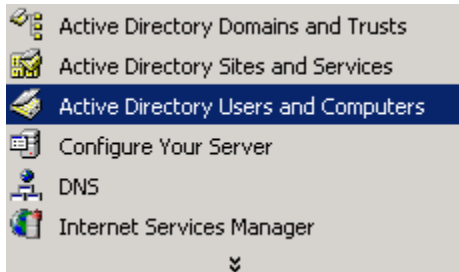 Active Directory Domains and Trusts
Active Directory Sites and Services
Active Directory Users and Computers
Configure Your Server
DNS
Internet Services Manager